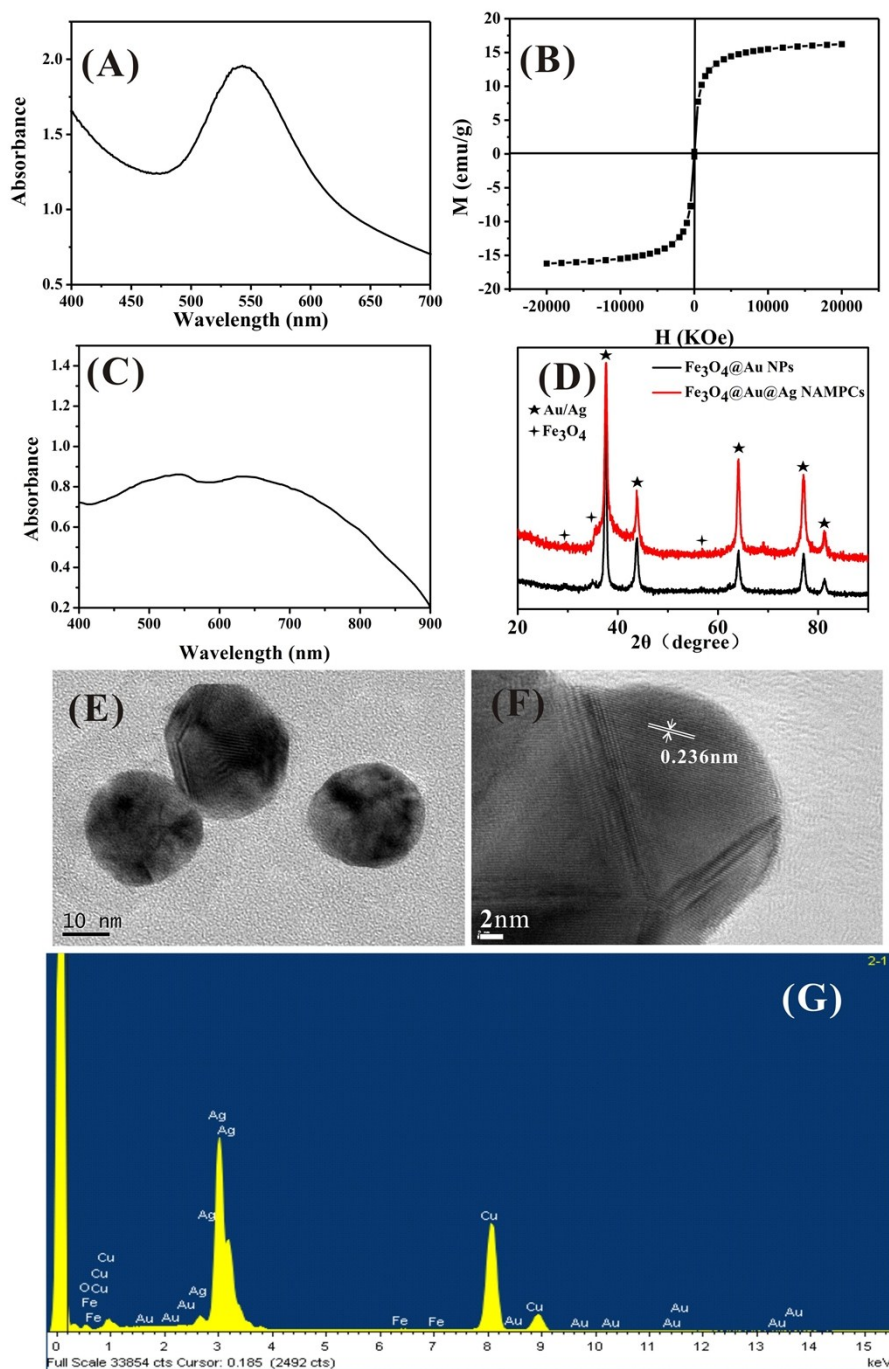 (A)
2.0
1.5
1.0
0.5
Absorbance
400 450 500 550 600 650 700
Wavelength (nm)
(B)
20
15
10
5
0
-5
-10
-15
-20
M (emu/g)
-20000 -10000 0 10000 20000
H (KOe)
(C)
1.4
1.2
1.0
0.8
0.6
0.4
0.2
Absorbance
400 500 600 700 800 900
Wavelength (nm)
(D)
Fe3O4@Au NPs
Fe3O4@Au@Ag NAMPCs
Au/Ag
Fe3O4
20 40 60 80
2θ (degree)
(E)
10 nm
(F)
0.236nm
2nm
2-1
(G)
Ag
Ag
Ag
Cu
Cu
Cu
O Cu
Fe
Fe
Au
Au
Au
Ag
Fe
Fe
Cu
Au
Cu
Au
Au
Au
Au
Au
Au
0 1 2 3 4 5 6 7 8 9 10 11 12 13 14 15
Full Scale 33854 cts Cursor: 0.185 (2492 cts)
keV